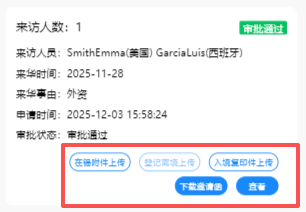 来访人数：1 审批通过
来访人员：SmithEmma(美国) GarciaLuis(西班牙)
来华时间：2025-11-28
来华事由：外资
申请时间：2025-12-03 15:58:24
审批状态：审批通过
在锡附件上传 登记离境上传 入境复印件上传
下载邀请函 查看